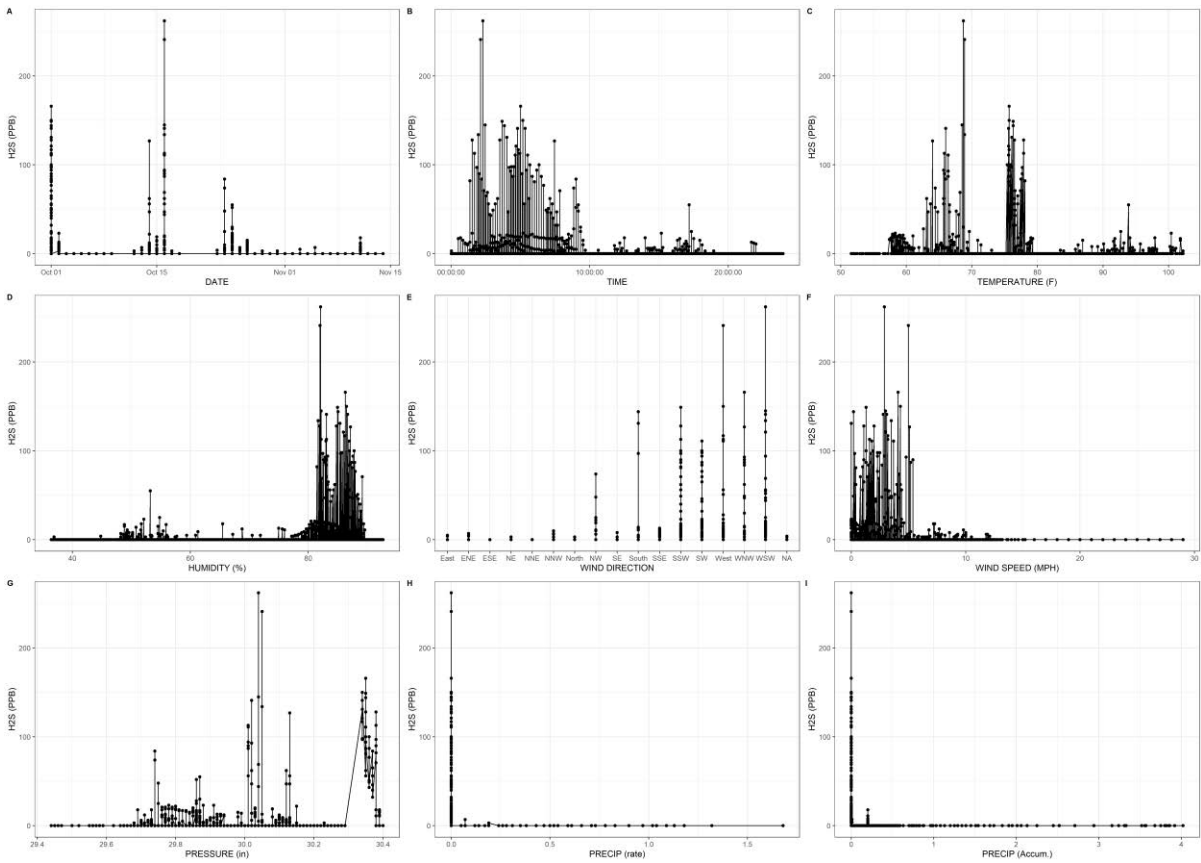 A
H2S (PPB)
200
100
0
Oct 01
Oct 15
Nov 01
Nov 15
DATE
B
H2S (PPB)
200
100
0
00:00:00
10:00:00
20:00:00
TIME
C
H2S (PPB)
200
100
0
50
60
70
80
90
100
TEMPERATURE (F)
D
H2S (PPB)
200
100
0
40
60
80
HUMIDITY (%)
E
H2S (PPB)
200
100
0
East
ENE
ESE
NE
NNE
NNW
North
NW
SE
South
SSE
SSW
SW
West
WNW
WSW
NA
WIND DIRECTION
F
H2S (PPB)
200
100
0
0
10
20
30
WIND SPEED (MPH)
G
H2S (PPB)
200
100
0
29.4
29.6
29.8
30.0
30.2
30.4
PRESSURE (in)
H
H2S (PPB)
200
100
0
0.0
0.5
1.0
1.5
PRECIP (rate)
I
H2S (PPB)
200
100
0
0
1
2
3
4
PRECIP (Accum.)